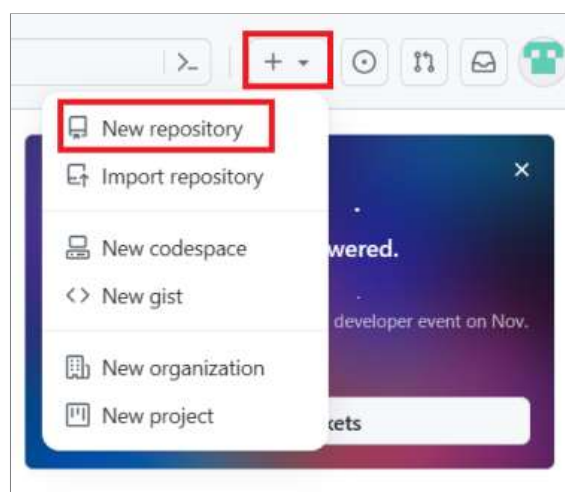 New repository
Import repository
wered.
New codespace
New gist
developer event on Nov.
New organization
New project
kets